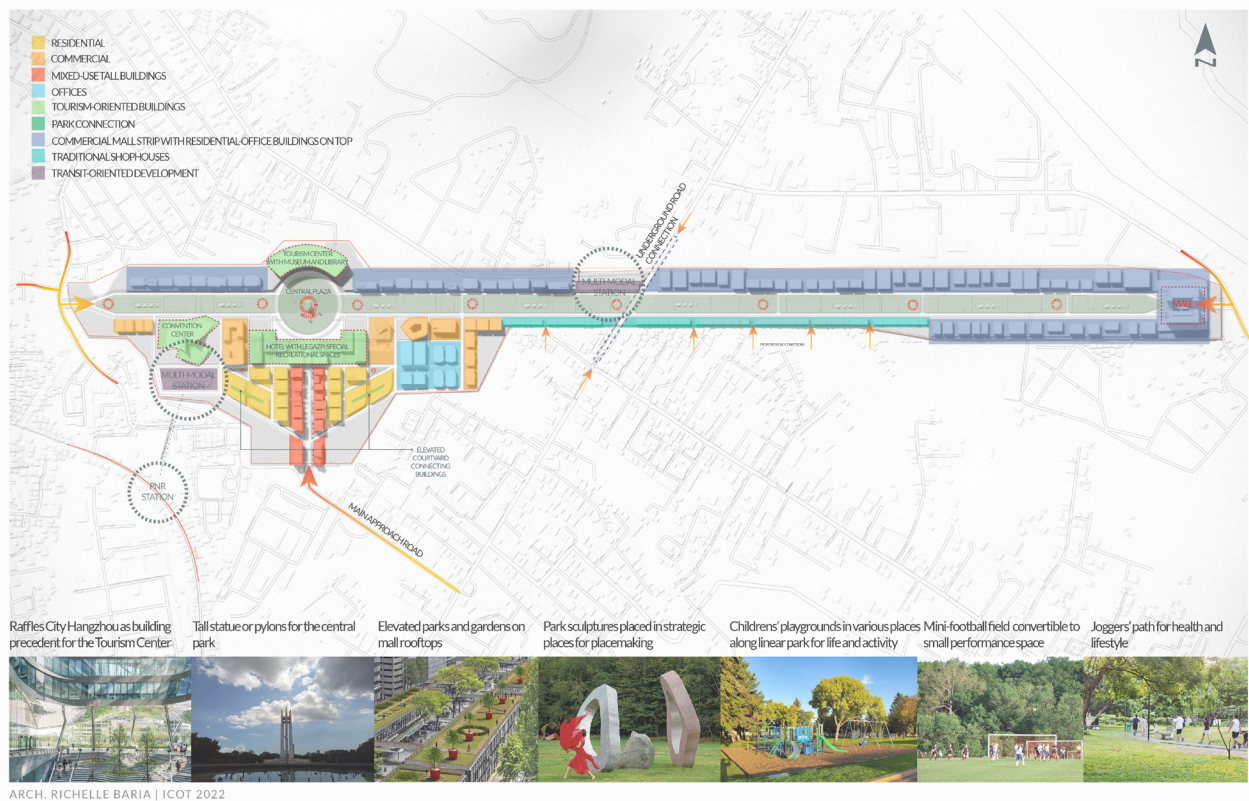 RESIDENTIAL
COMMERCIAL
MIXED-USE TALL BUILDINGS
OFFICES
TOURISM-ORIENTED BUILDINGS
PARK CONNECTION
COMMERCIAL MALL STRIP WITH RESIDENTIAL-OFFICE BUILDINGS ON TOP
TRADITIONAL SHOPHOUSES
TRANSIT-ORIENTED DEVELOPMENT
N
UNDERGROUND ROAD
CONNECTION
TOURISM CENTER
WITH MUSEUM AND LIBRARY
CENTRAL PLAZA
MULTI-MODAL
STATION
MALL
CONVENTION
CENTER
HOTEL WITH LEGAZPI SPECIAL
RECREATIONAL SPACES
MULTI-MODAL
STATION
PNR
STATION
ELEVATED
COURTYARD
CONNECTING
BUILDINGS
MAIN APPROACH ROAD
Raffles City Hangzhou as building
precedent for the Tourism Center
Tall statue or pylons for the central
park
Elevated parks and gardens on
mall rooftops
Park sculptures placed in strategic
places for placemaking
Childrens' playgrounds in various places
along linear park for life and activity
Mini-football field convertible to
small performance space
Joggers' path for health and
lifestyle
ARCH. RICHELLE BARIA | ICOT 2022